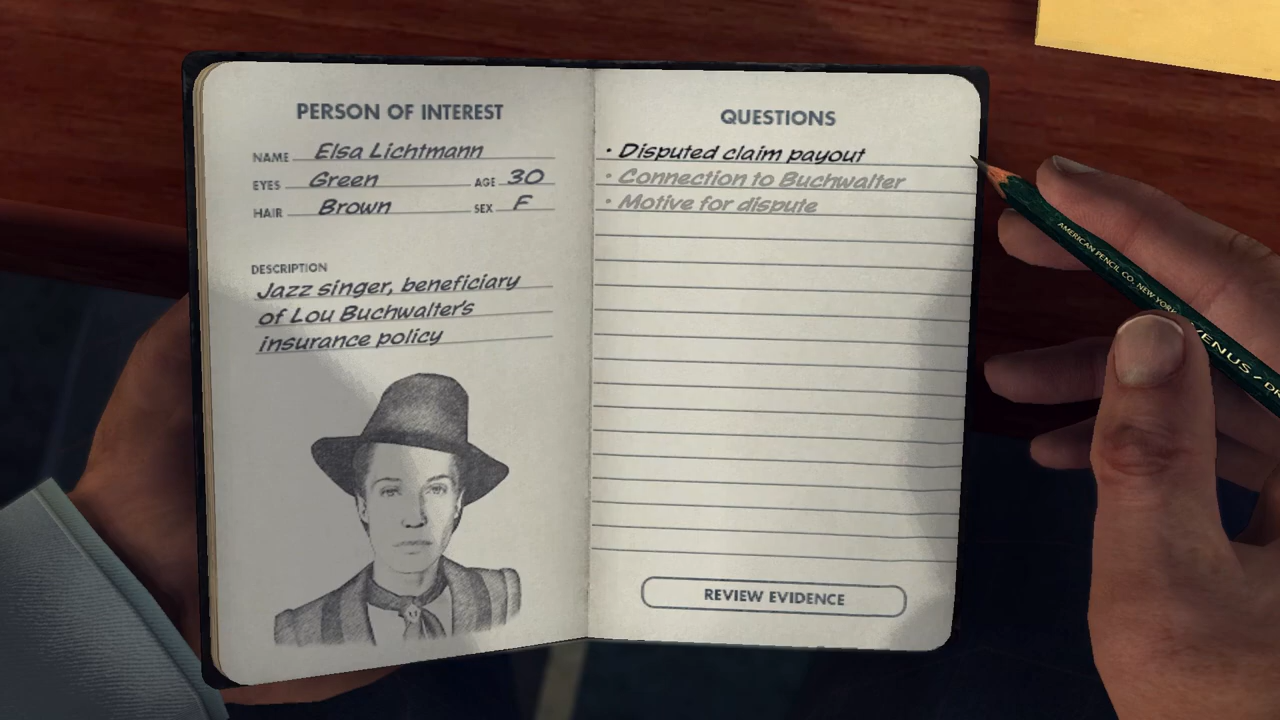 PERSON OF INTEREST
NAME Elsa Lichtmann
EYES Green AGE 30
HAIR Brown SEX F
DESCRIPTION
Jazz singer, beneficiary
of Lou Buchwalter's
insurance policy
QUESTIONS
• Disputed claim payout
• Connection to Buchwalter
• Motive for dispute
REVIEW EVIDENCE
AMERICAN PENCIL CO. NEW YORK
VENUS / DR